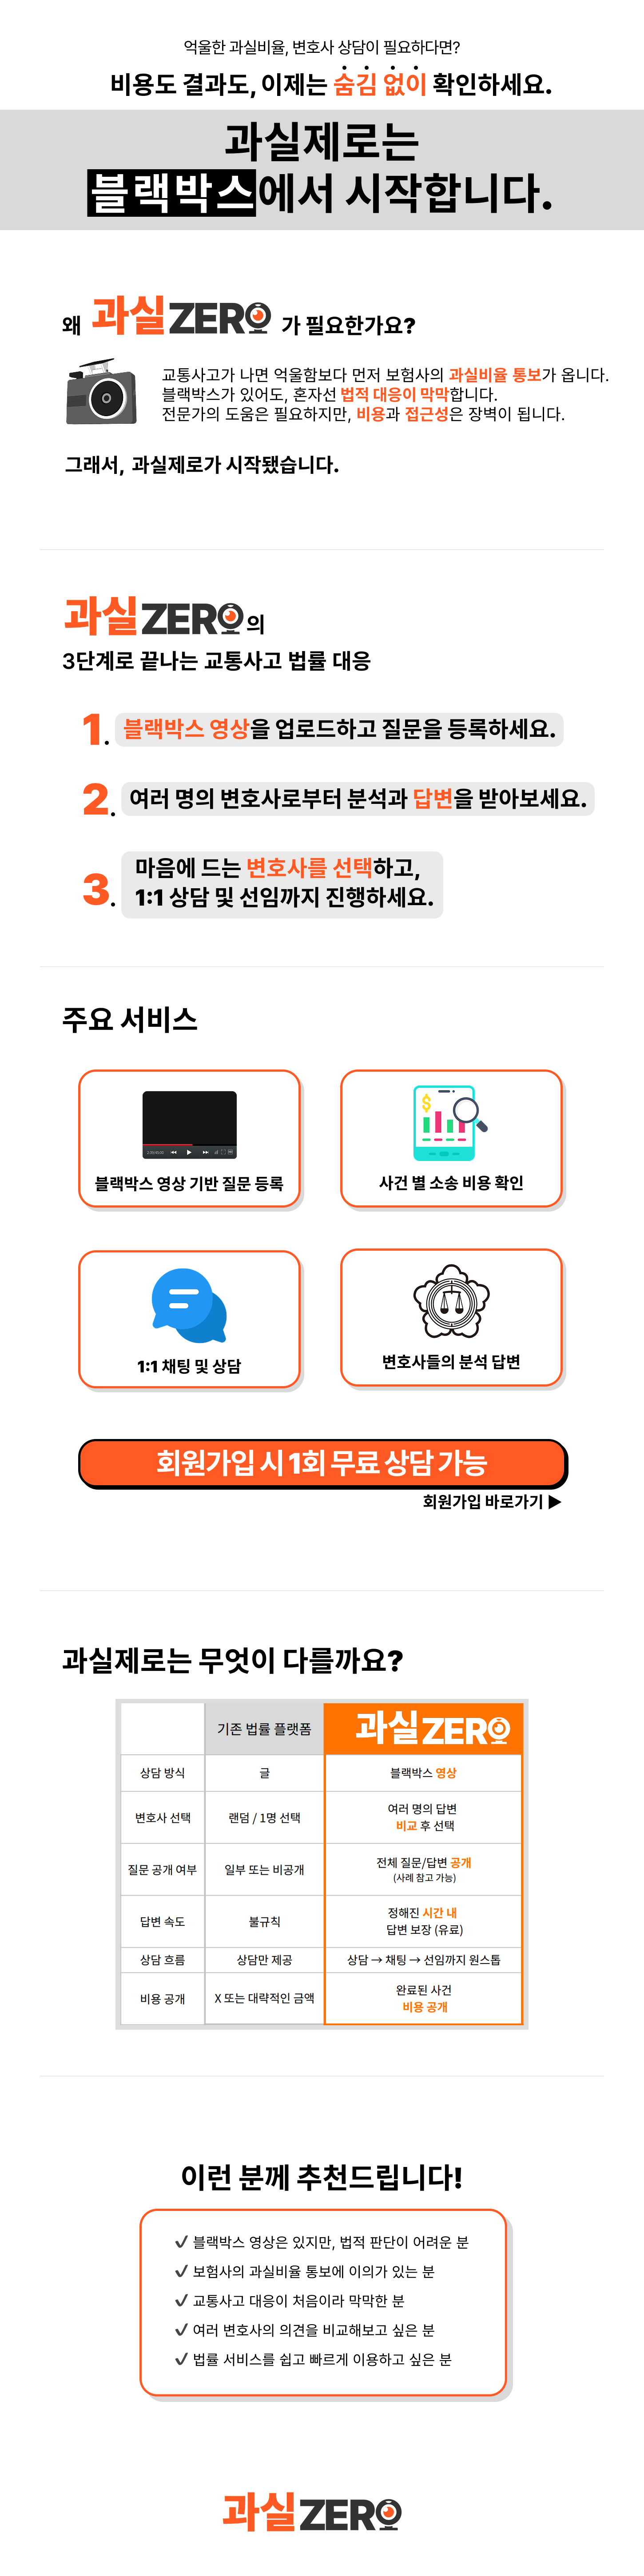 억울한 과실비율, 변호사 상담이 필요하다면?
비용도 결과도, 이제는 숨김 없이 확인하세요.
과실제로는
블랙박스에서 시작합니다.
왜 과실ZERO가 필요한가요?
교통사고가 나면 억울함보다 먼저 보험사의 과실비율 통보가 옵니다.
블랙박스가 있어도, 혼자선 법적 대응이 막막합니다.
전문가의 도움은 필요하지만, 비용과 접근성은 장벽이 됩니다.
그래서, 과실제로가 시작됐습니다.
과실ZERO의
3단계로 끝나는 교통사고 법률 대응
1. 블랙박스 영상을 업로드하고 질문을 등록하세요.
2. 여러 명의 변호사로부터 분석과 답변을 받아보세요.
3. 마음에 드는 변호사를 선택하고,
1:1 상담 및 선임까지 진행하세요.
주요 서비스
블랙박스 영상 기반 질문 등록
사건 별 소송 비용 확인
1:1 채팅 및 상담
변호사들의 분석 답변
회원가입 시 1회 무료 상담 가능
회원가입 바로가기 ▶
과실제로는 무엇이 다를까요?
기존 법률 플랫폼 과실ZERO
상담 방식 글 블랙박스 영상
변호사 선택 랜덤 / 1명 선택 여러 명의 답변
비교 후 선택
질문 공개 여부 일부 또는 비공개 전체 질문/답변 공개
(사례 참고 가능)
답변 속도 불규칙 정해진 시간 내
답변 보장 (유료)
상담 흐름 상담만 제공 상담 → 채팅 → 선임까지 원스톱
비용 공개 X 또는 대략적인 금액 완료된 사건
비용 공개
이런 분께 추천드립니다!
✓ 블랙박스 영상은 있지만, 법적 판단이 어려운 분
✓ 보험사의 과실비율 통보에 이의가 있는 분
✓ 교통사고 대응이 처음이라 막막한 분
✓ 여러 변호사의 의견을 비교해보고 싶은 분
✓ 법률 서비스를 쉽고 빠르게 이용하고 싶은 분
과실ZERO